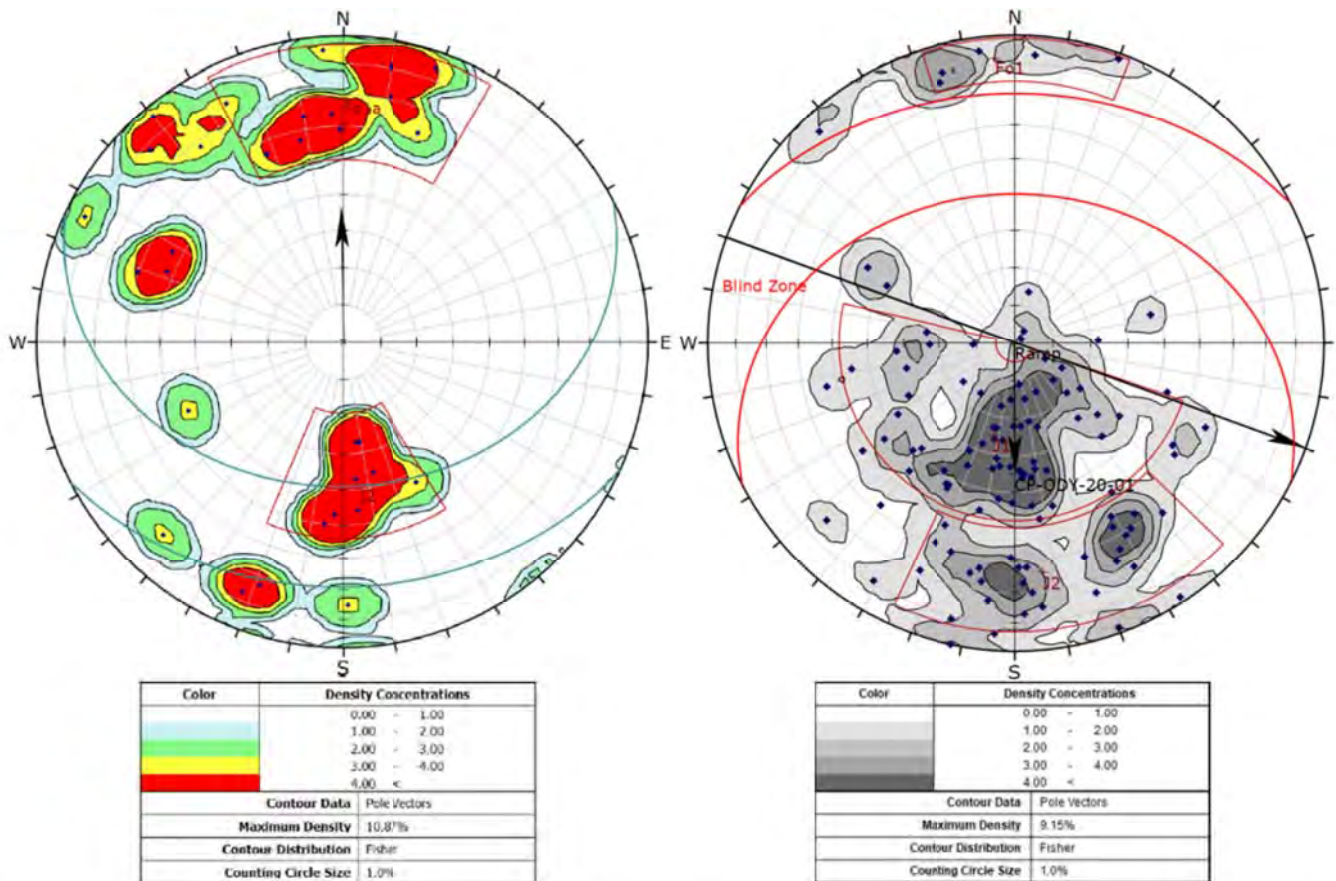 N
W
E
S
Color Density Concentrations
0.00 - 1.00
1.00 - 2.00
2.00 - 3.00
3.00 - 4.00
4.00 <
Contour Data Pole Vectors
Maximum Density 10.87%
Contour Distribution Fisher
Counting Circle Size 1.0%
N
Fo1
Blind Zone
W
Ramp
J1
CP-ODY-20-01
J2
S
Color Density Concentrations
0.00 - 1.00
1.00 - 2.00
2.00 - 3.00
3.00 - 4.00
4.00 <
Contour Data Pole Vectors
Maximum Density 9.15%
Contour Distribution Fisher
Counting Circle Size 1.0%